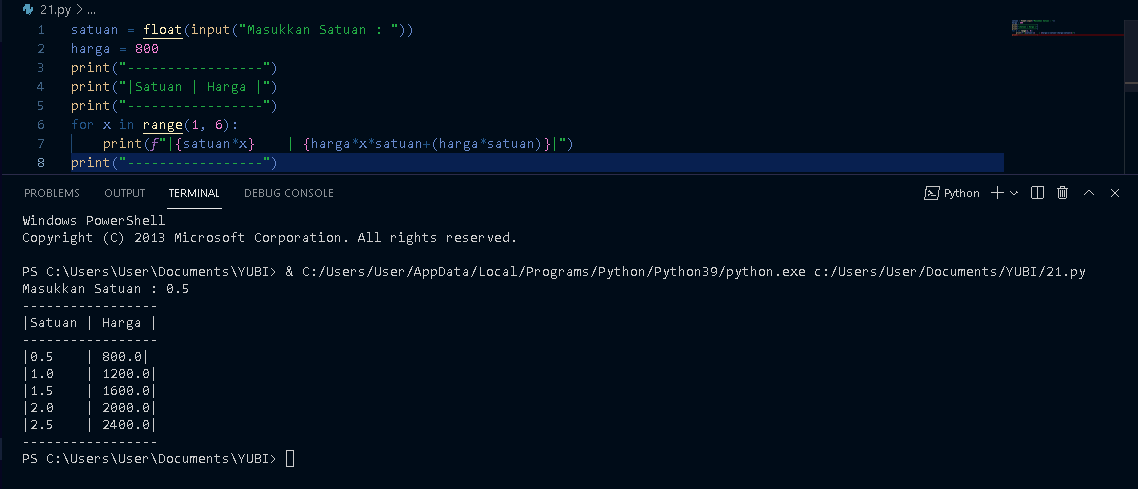 21.py > ...
1 satuan = float(input("Masukkan Satuan : "))
2 harga = 800
3 print("-----------------")
4 print("|Satuan | Harga |")
5 print("-----------------")
6 for x in range(1, 6):
7     print(f"|{satuan*x}    | {harga*x*satuan+(harga*satuan)}|")
8 print("-----------------")
PROBLEMS OUTPUT TERMINAL DEBUG CONSOLE Python
Windows PowerShell
Copyright (C) 2013 Microsoft Corporation. All rights reserved.
PS C:\Users\User\Documents\YUBI> & C:/Users/User/AppData/Local/Programs/Python/Python39/python.exe c:/Users/User/Documents/YUBI/21.py
Masukkan Satuan : 0.5
-----------------
|Satuan | Harga |
-----------------
|0.5    | 800.0|
|1.0    | 1200.0|
|1.5    | 1600.0|
|2.0    | 2000.0|
|2.5    | 2400.0|
-----------------
PS C:\Users\User\Documents\YUBI>